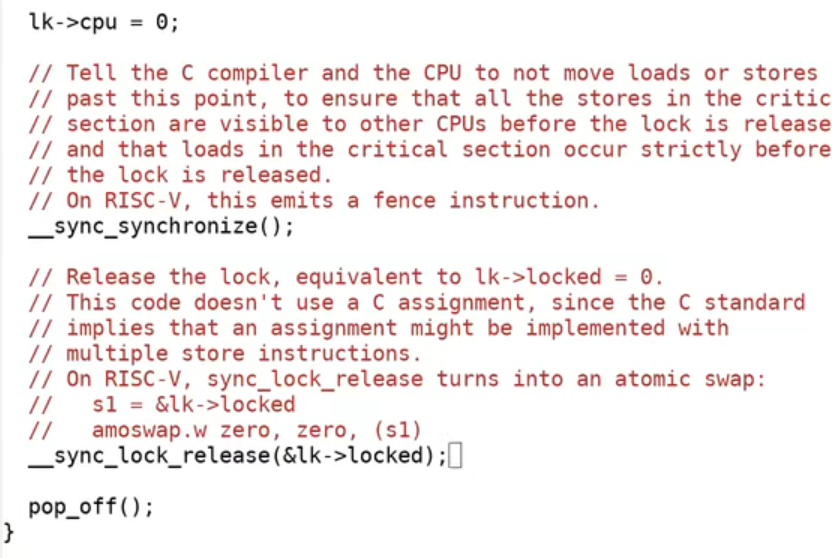 lk->cpu = 0;
// Tell the C compiler and the CPU to not move loads or stores
// past this point, to ensure that all the stores in the critic
// section are visible to other CPUs before the lock is release
// and that loads in the critical section occur strictly before
// the lock is released.
// On RISC-V, this emits a fence instruction.
__sync_synchronize();
// Release the lock, equivalent to lk->locked = 0.
// This code doesn't use a C assignment, since the C standard
// implies that an assignment might be implemented with
// multiple store instructions.
// On RISC-V, sync_lock_release turns into an atomic swap:
//   s1 = &lk->locked
//   amoswap.w zero, zero, (s1)
__sync_lock_release(&lk->locked);
pop_off();
}